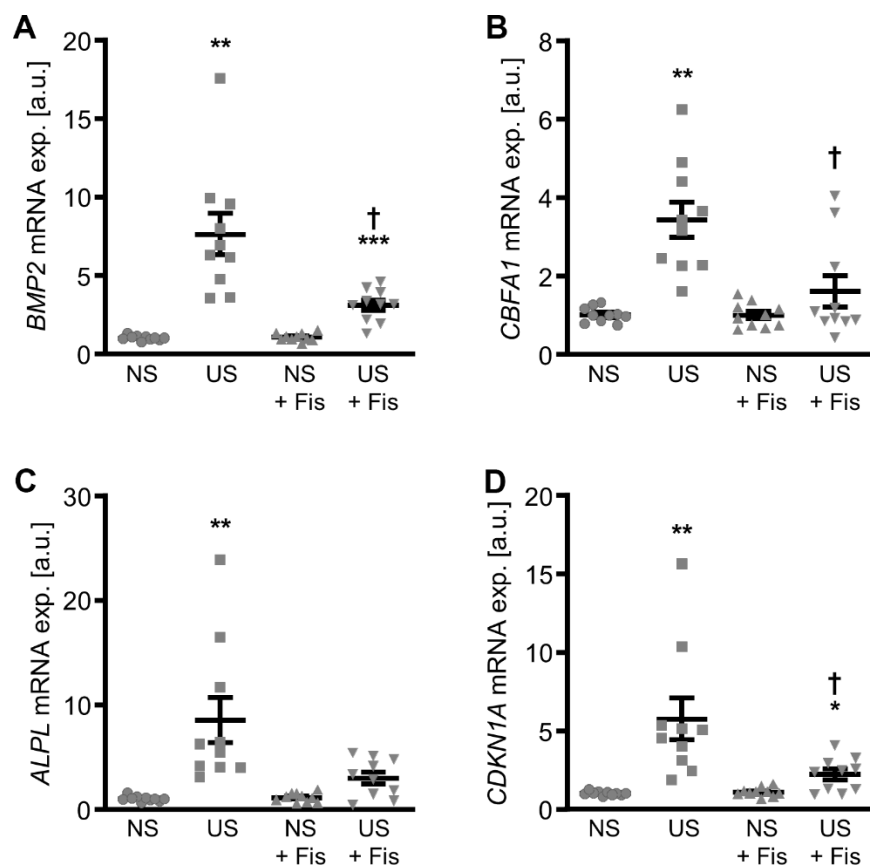 A
BMP2 mRNA exp. [a.u.]
20
15
10
5
0
**
†
***
NS US NS US
+ Fis + Fis
B
CBFA1 mRNA exp. [a.u.]
8
6
4
2
0
**
†
NS US NS US
+ Fis + Fis
C
ALPL mRNA exp. [a.u.]
30
20
10
0
**
NS US NS US
+ Fis + Fis
D
CDKN1A mRNA exp. [a.u.]
20
15
10
5
0
**
†
*
NS US NS US
+ Fis + Fis